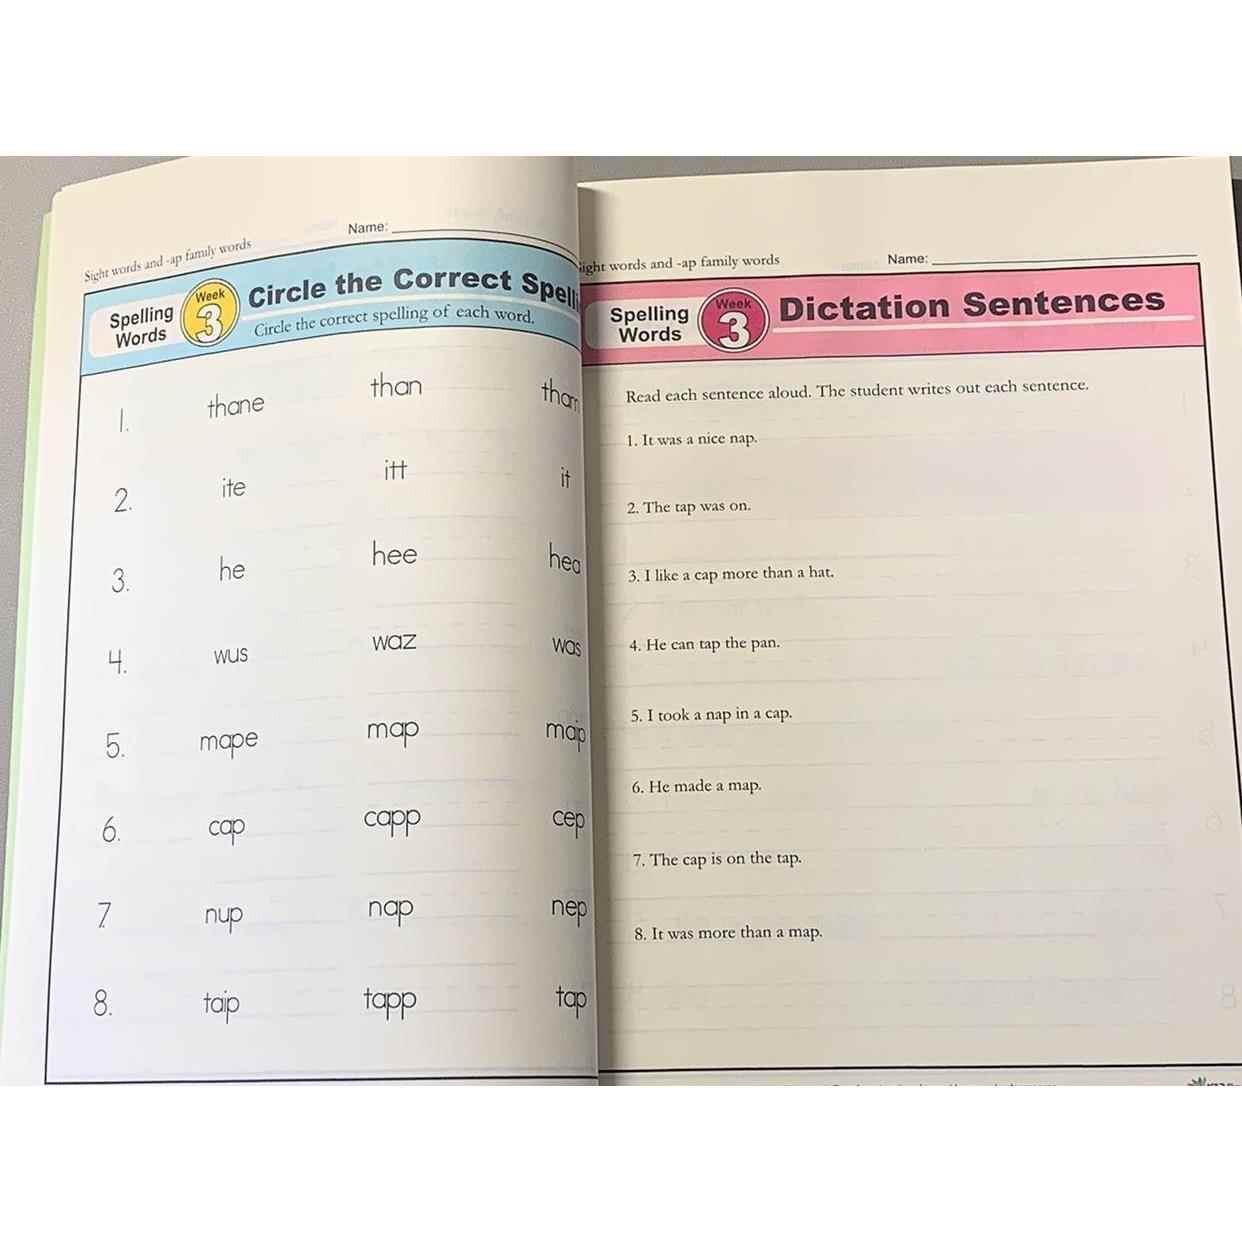 Name:
Sight words and -ap family words
Spelling Words
Week 3
Circle the Correct
Circle the correct spelling of each word.
1. thane than
2. ite itt it
3. he hee hea
4. wus waz was
5. mape map maip
6. cap capp cep
7. nup nap nep
8. taip tapp tap
Name:
words and -ap family words
Spelling Words
Week 3
Dictation Sentences
Read each sentence aloud. The student writes out each sentence.
1. It was a nice nap.
2. The tap was on.
3. I like a cap more than a hat.
4. He can tap the pan.
5. I took a nap in a cap.
6. He made a map.
7. The cap is on the tap.
8. It was more than a map.